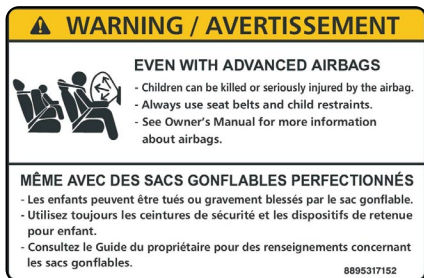 WARNING / AVERTISSEMENT
EVEN WITH ADVANCED AIRBAGS
- Children can be killed or seriously injured by the airbag.
- Always use seat belts and child restraints.
- See Owner's Manual for more information
about airbags.
MÊME AVEC DES SACS GONFLABLES PERFECTIONNÉS
- Les enfants peuvent être tués ou gravement blessés par le sac gonflable.
- Utilisez toujours les ceintures de sécurité et les dispositifs de retenue
pour enfant.
- Consultez le Guide du propriétaire pour des renseignements concernant
les sacs gonflables.
8895317152